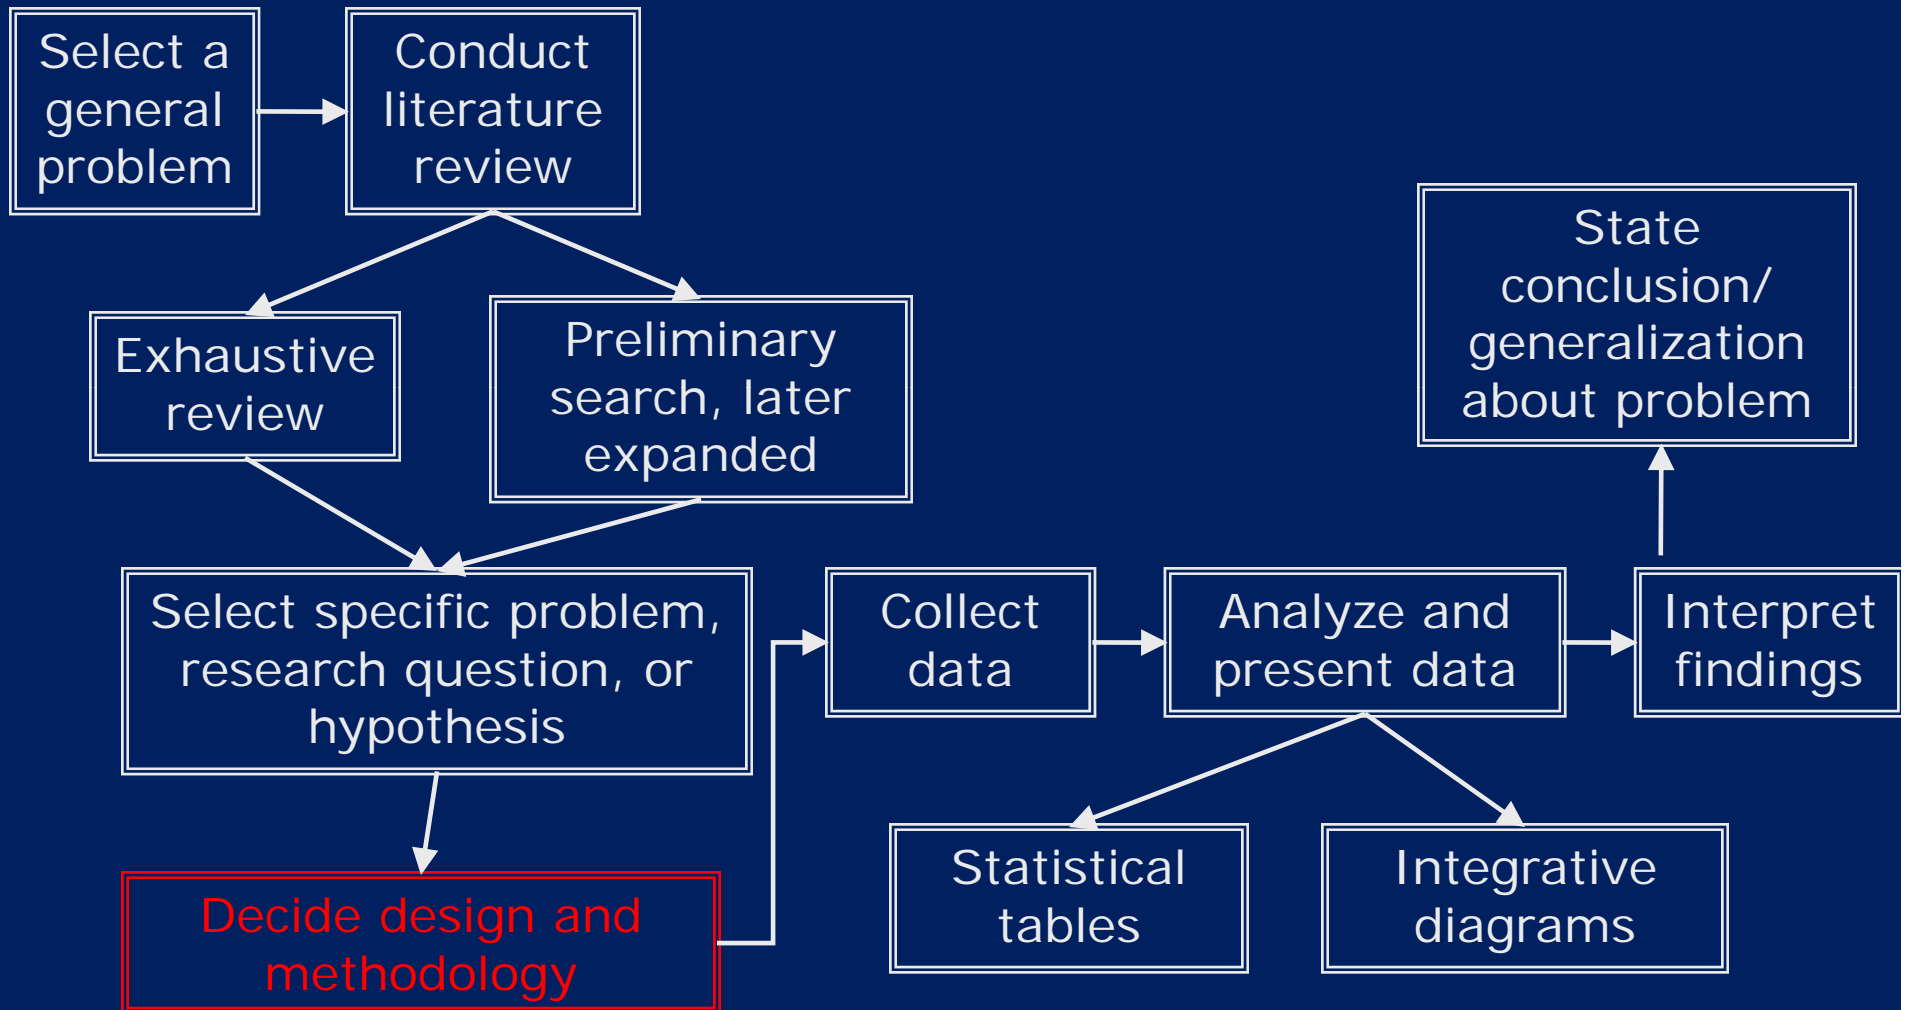 Select a
general
problem
Conduct
literature
review
Exhaustive
review
Preliminary
search, later
expanded
Select specific problem,
research question, or
hypothesis
Decide design and
methodology
Collect
data
Analyze and
present data
Statistical
tables
Integrative
diagrams
Interpret
findings
State
conclusion/
generalization
about problem